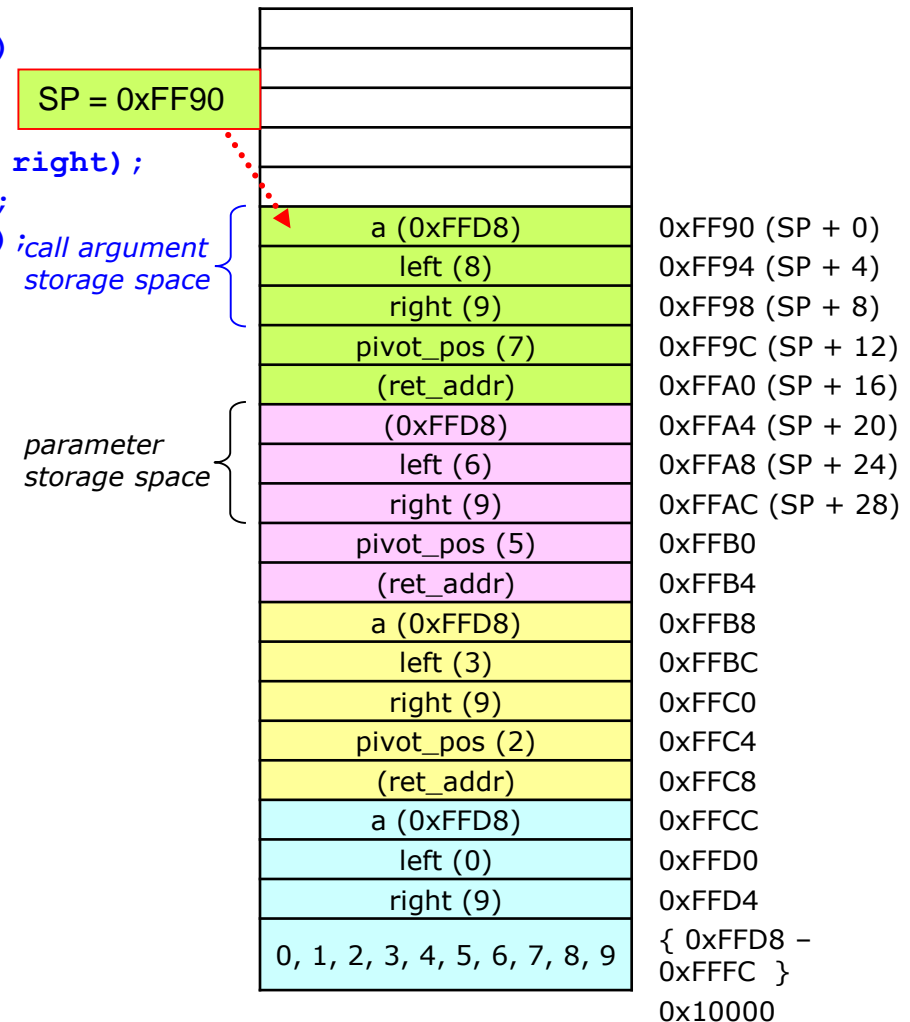 )
SP = 0xFF90
right);
;
);
call argument
storage space
a (0xFFD8) 0xFF90 (SP + 0)
left (8) 0xFF94 (SP + 4)
right (9) 0xFF98 (SP + 8)
pivot_pos (7) 0xFF9C (SP + 12)
(ret_addr) 0xFFA0 (SP + 16)
parameter
storage space
(0xFFD8) 0xFFA4 (SP + 20)
left (6) 0xFFA8 (SP + 24)
right (9) 0xFFAC (SP + 28)
pivot_pos (5) 0xFFB0
(ret_addr) 0xFFB4
a (0xFFD8) 0xFFB8
left (3) 0xFFBC
right (9) 0xFFC0
pivot_pos (2) 0xFFC4
(ret_addr) 0xFFC8
a (0xFFD8) 0xFFCC
left (0) 0xFFD0
right (9) 0xFFD4
0, 1, 2, 3, 4, 5, 6, 7, 8, 9
{ 0xFFD8 –
0xFFFC }
0x10000